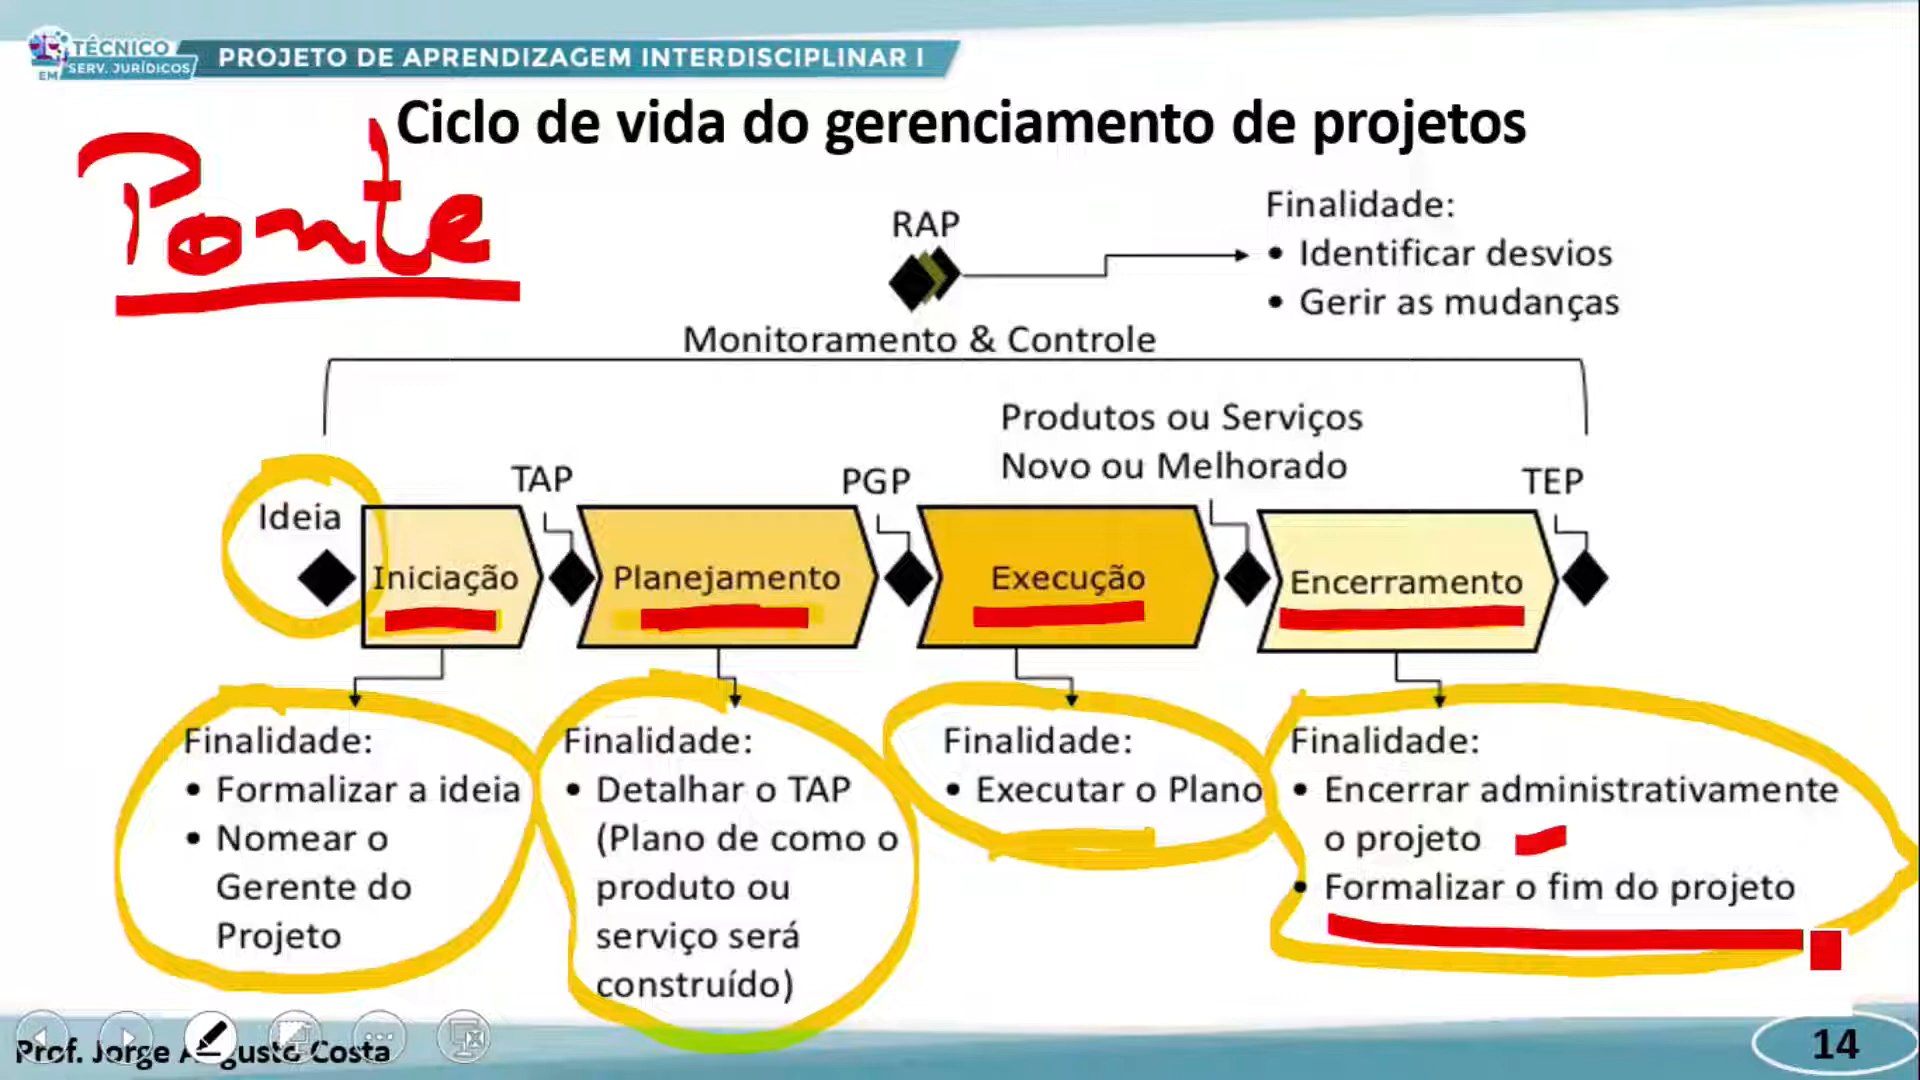 TÉCNICO
EM SERV. JURÍDICOS
PROJETO DE APRENDIZAGEM INTERDISCIPLINAR I
Ciclo de vida do gerenciamento de projetos
Ponte
RAP
Finalidade:
• Identificar desvios
• Gerir as mudanças
Monitoramento & Controle
Produtos ou Serviços
Novo ou Melhorado
Ideia
TAP
PGP
TEP
Iniciação
Planejamento
Execução
Encerramento
Finalidade:
• Formalizar a ideia
• Nomear o
Gerente do
Projeto
Finalidade:
• Detalhar o TAP
(Plano de como o
produto ou
serviço será
construído)
Finalidade:
• Executar o Plano
Finalidade:
• Encerrar administrativamente
o projeto
• Formalizar o fim do projeto
Prof. Jorge Augusto Costa
14